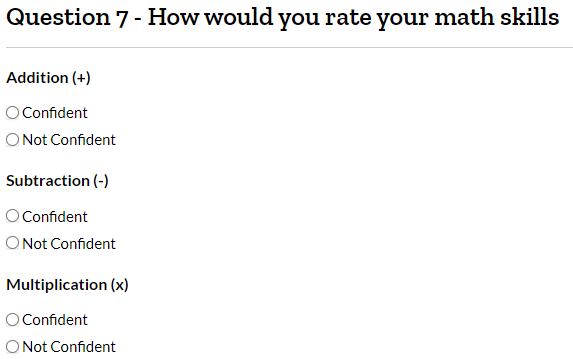 Question 7 - How would you rate your math skills
Addition (+)
Confident
Not Confident
Subtraction (-)
Confident
Not Confident
Multiplication (x)
Confident
Not Confident